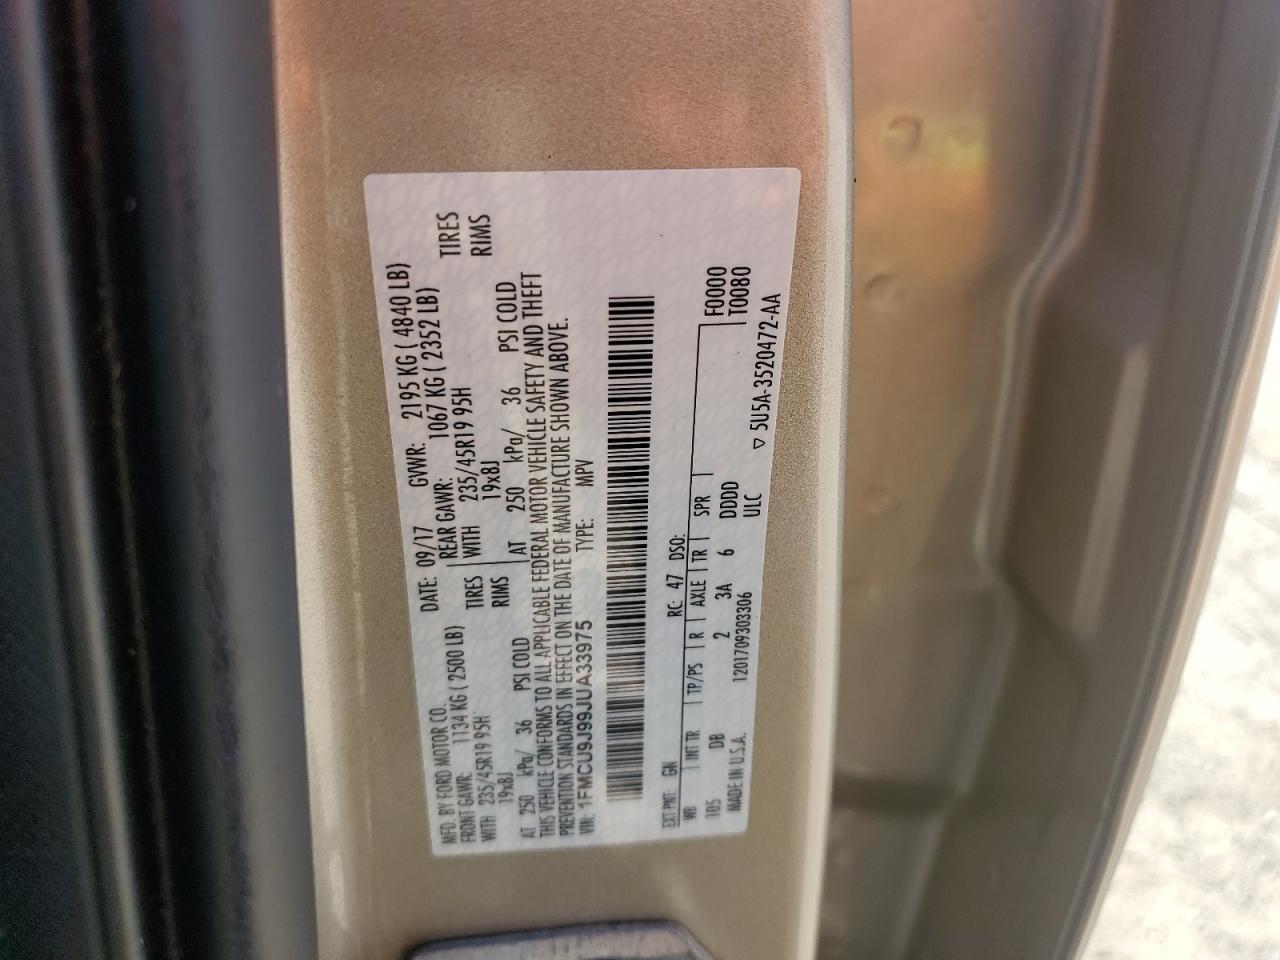 MFD. BY FORD MOTOR CO.
DATE: 09/17 GVWR: 2195 KG ( 4840 LB)
FRONT GAWR: 1134 KG ( 2500 LB) REAR GAWR: 1067 KG ( 2352 LB)
WITH 235/45R19 95H TIRES WITH 235/45R19 95H TIRES
19x8J RIMS 19x8J RIMS
AT 250 kPa/ 36 PSI COLD AT 250 kPa/ 36 PSI COLD
THIS VEHICLE CONFORMS TO ALL APPLICABLE FEDERAL MOTOR VEHICLE SAFETY AND THEFT
PREVENTION STANDARDS IN EFFECT ON THE DATE OF MANUFACTURE SHOWN ABOVE.
VIN: 1FMCU9J99JUA33975 TYPE: MPV
EXT PNT: GN RC: 47 DSO:
WB INT TR TP/PS R AXLE TR SPR F0000
105 DB 2 3A 6 DDDD T0080
MADE IN U.S.A. 1201709303306 ULC ▽ 5U5A-3520472-AA